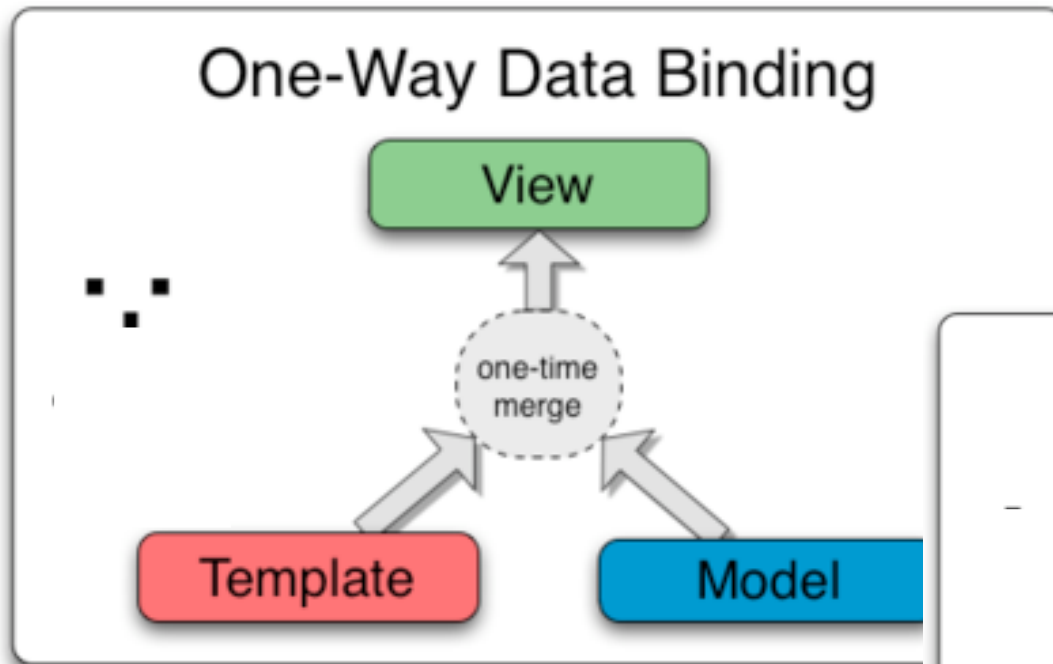 One-Way Data Binding
View
one-time
merge
Template
Model